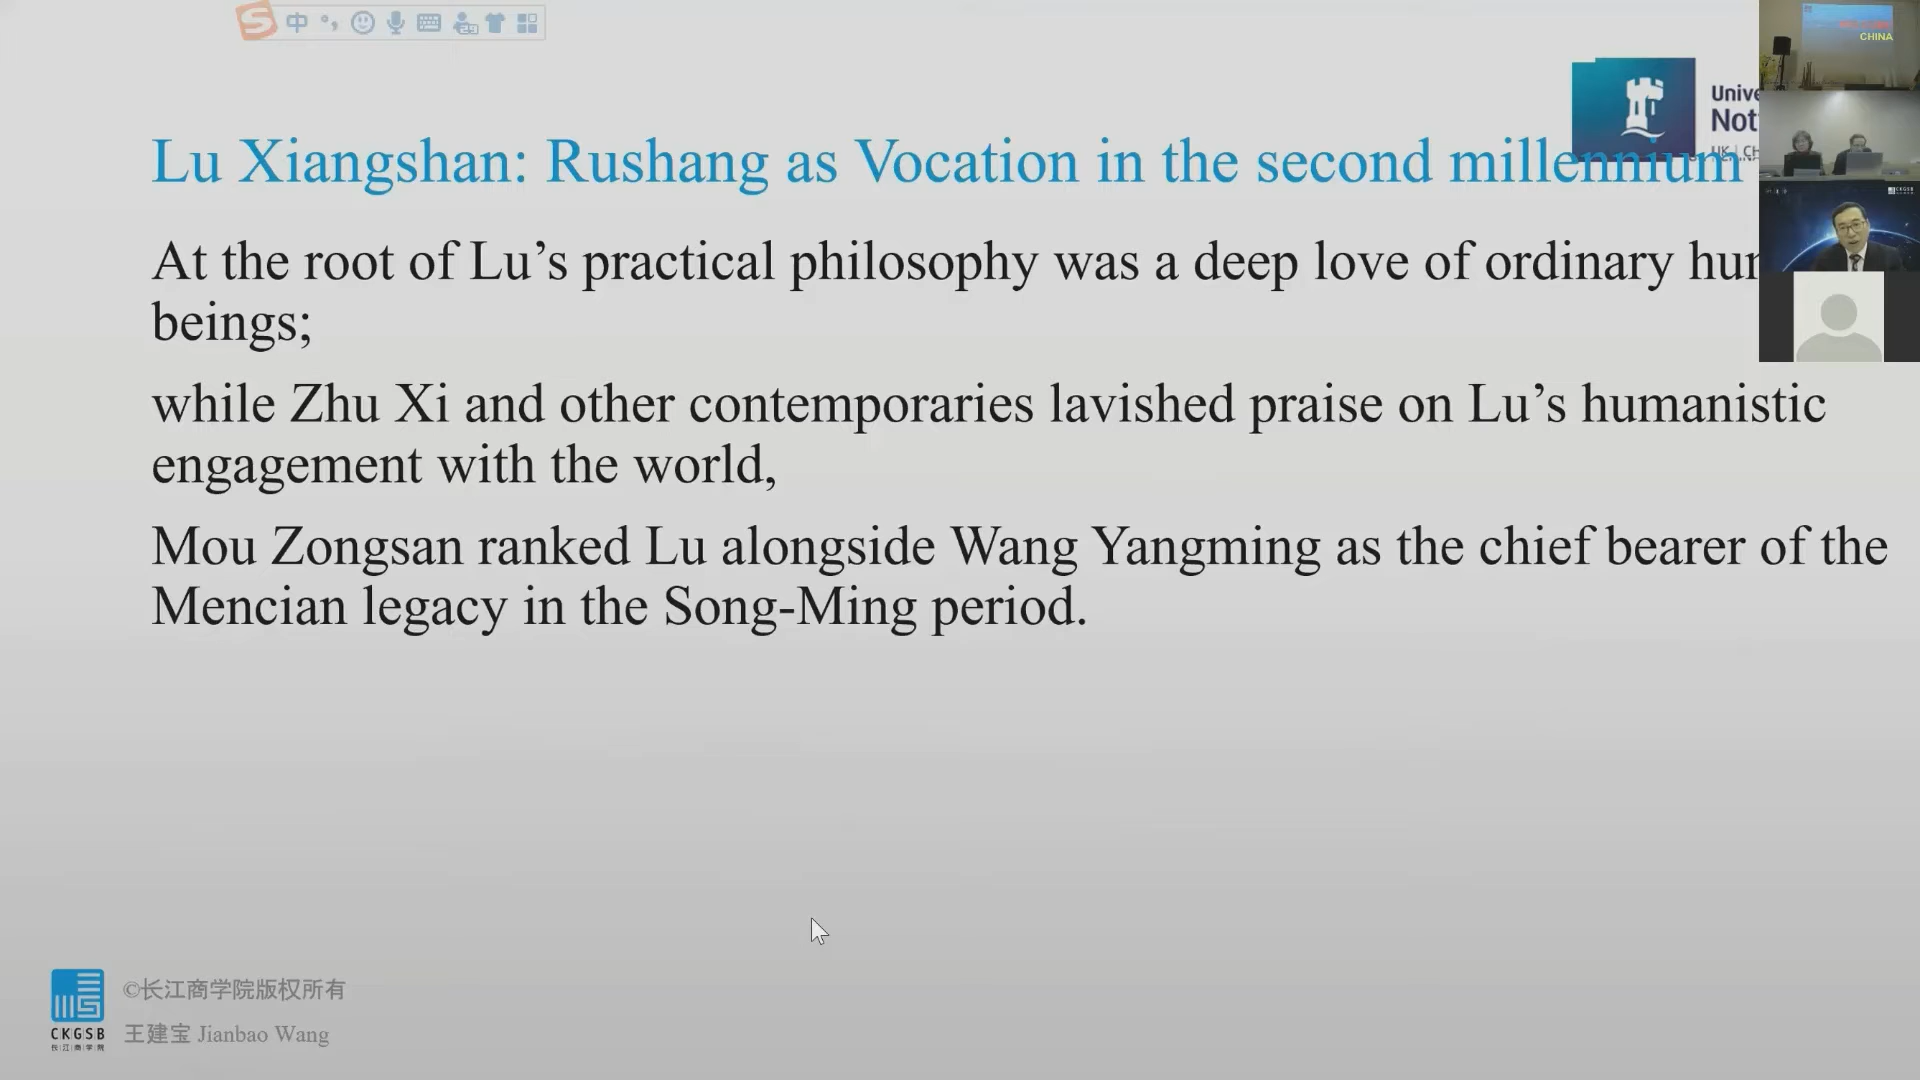 中
29
CHINA
Unive
Not
UK | CH
Lu Xiangshan: Rushang as Vocation in the second millennium
CKGSB
At the root of Lu’s practical philosophy was a deep love of ordinary hu
beings;
while Zhu Xi and other contemporaries lavished praise on Lu’s humanistic
engagement with the world,
Mou Zongsan ranked Lu alongside Wang Yangming as the chief bearer of the
Mencian legacy in the Song-Ming period.
©长江商学院版权所有
CKGSB
长江商学院
王建宝 Jianbao Wang